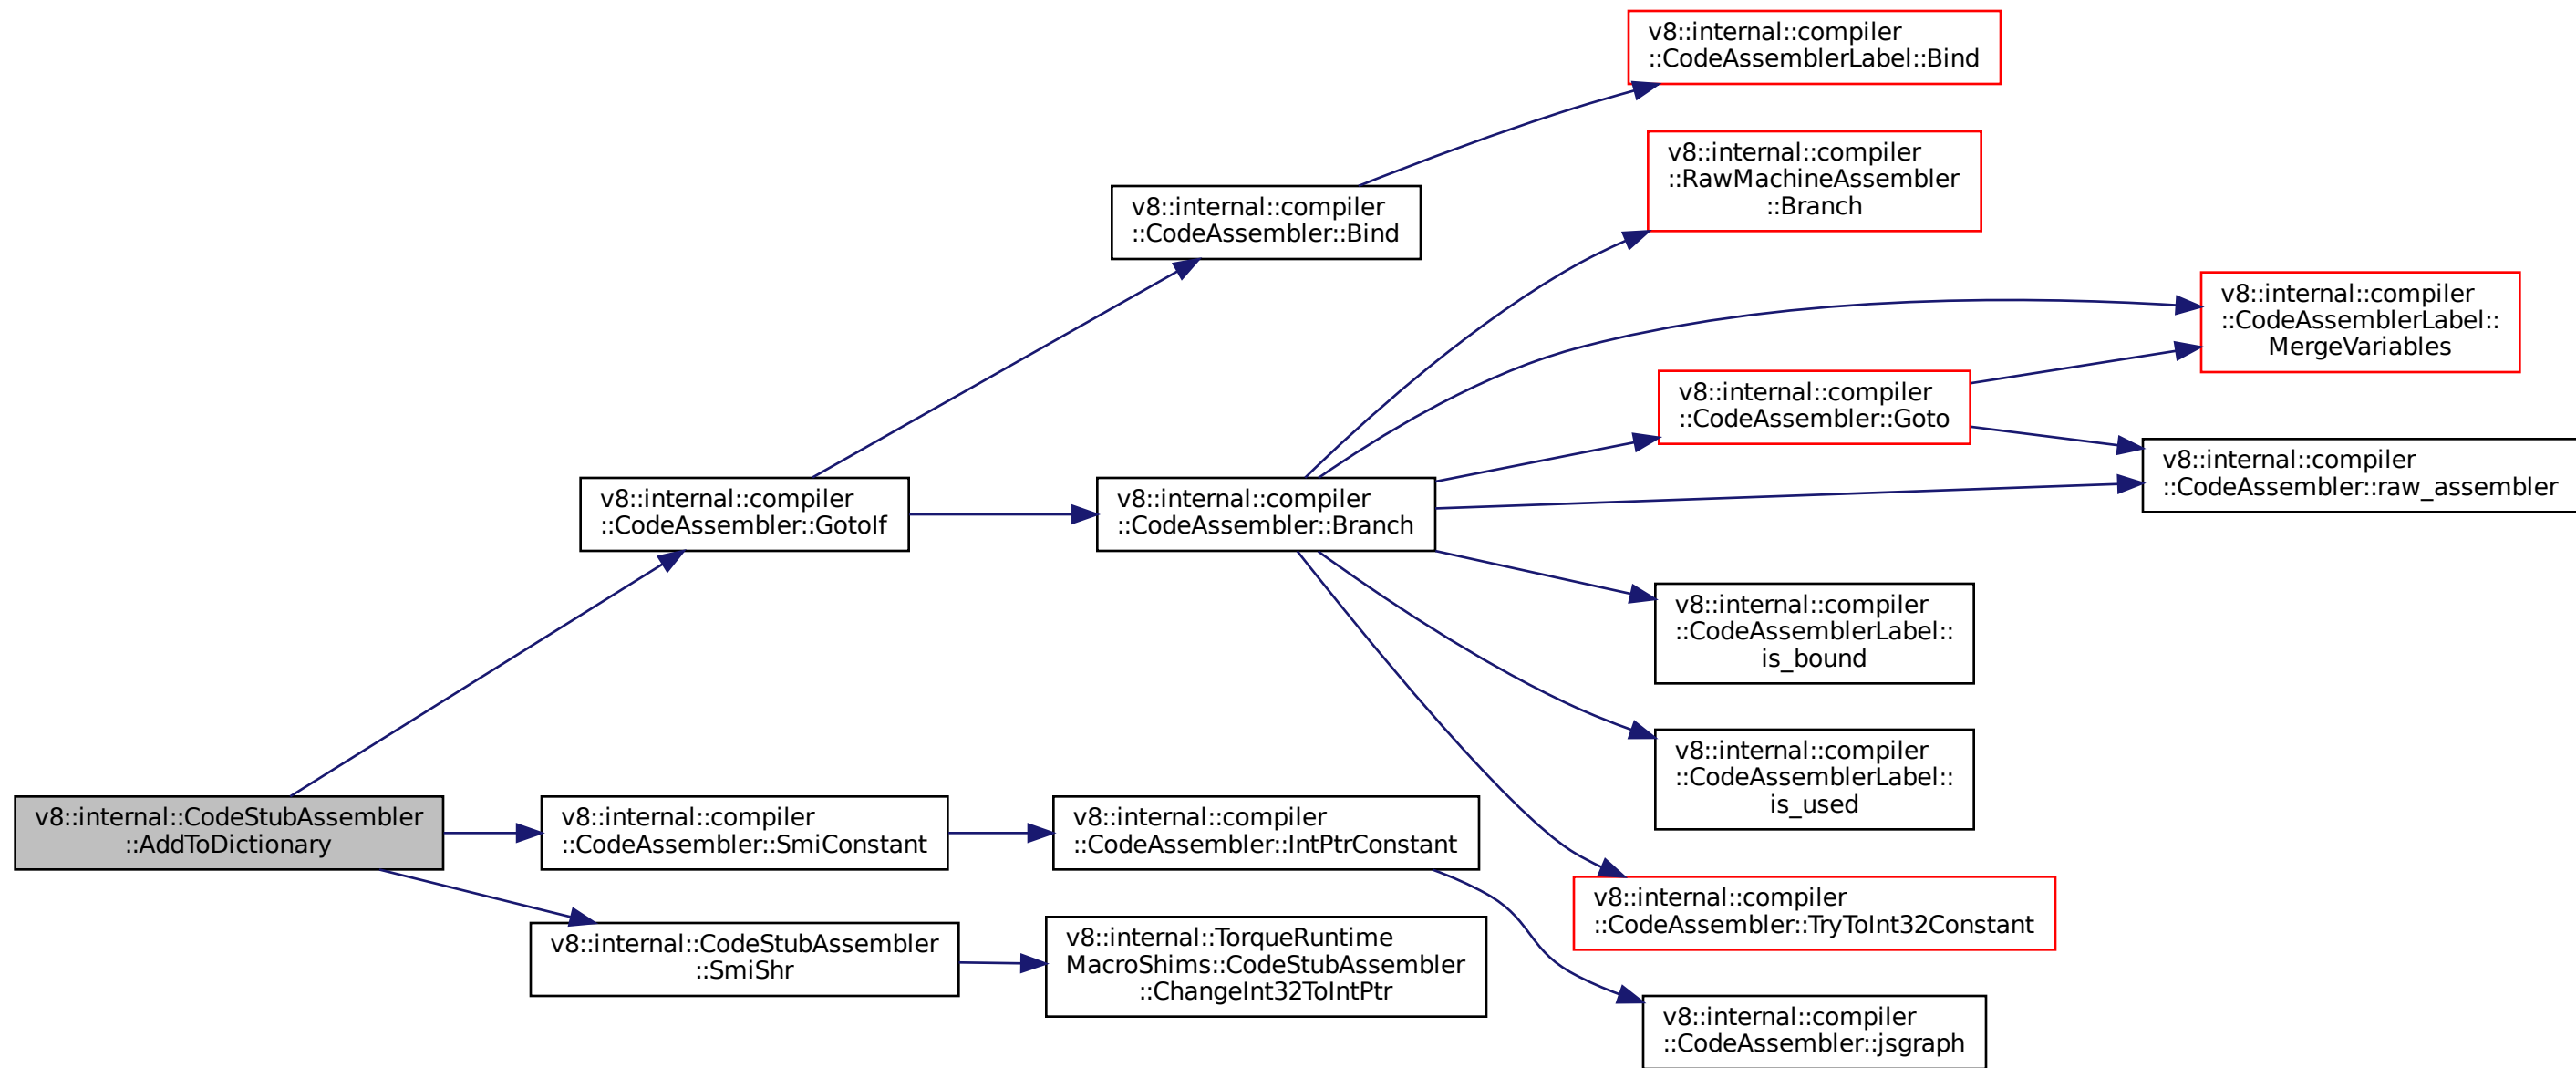 v8::internal::compiler
::CodeAssemblerLabel::Bind
v8::internal::compiler
::RawMachineAssembler
::Branch
v8::internal::compiler
::CodeAssembler::Bind
v8::internal::compiler
::CodeAssemblerLabel::
MergeVariables
v8::internal::compiler
::CodeAssembler::Goto
v8::internal::compiler
::CodeAssembler::raw_assembler
v8::internal::compiler
::CodeAssembler::GotoIf
v8::internal::compiler
::CodeAssembler::Branch
v8::internal::compiler
::CodeAssemblerLabel::
is_bound
v8::internal::compiler
::CodeAssemblerLabel::
is_used
v8::internal::CodeStubAssembler
::AddToDictionary
v8::internal::compiler
::CodeAssembler::SmiConstant
v8::internal::compiler
::CodeAssembler::IntPtrConstant
v8::internal::compiler
::CodeAssembler::TryToInt32Constant
v8::internal::CodeStubAssembler
::SmiShr
v8::internal::TorqueRuntime
MacroShims::CodeStubAssembler
::ChangeInt32ToIntPtr
v8::internal::compiler
::CodeAssembler::jsgraph